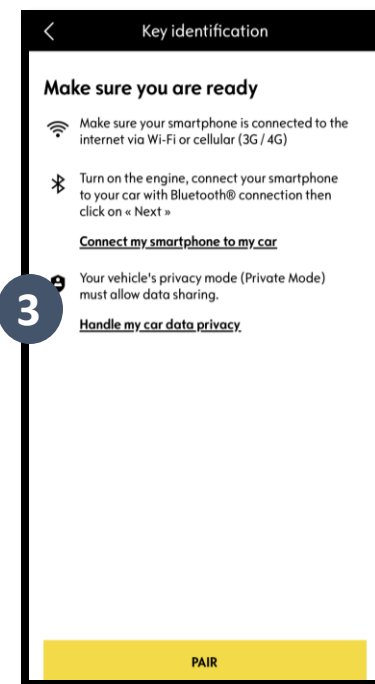 Key identification
Make sure you are ready
Make sure your smartphone is connected to the
internet via Wi-Fi or cellular (3G / 4G)
Turn on the engine, connect your smartphone
to your car with Bluetooth® connection then
click on « Next »
Connect my smartphone to my car
Your vehicle's privacy mode (Private Mode)
must allow data sharing.
3
Handle my car data privacy
PAIR